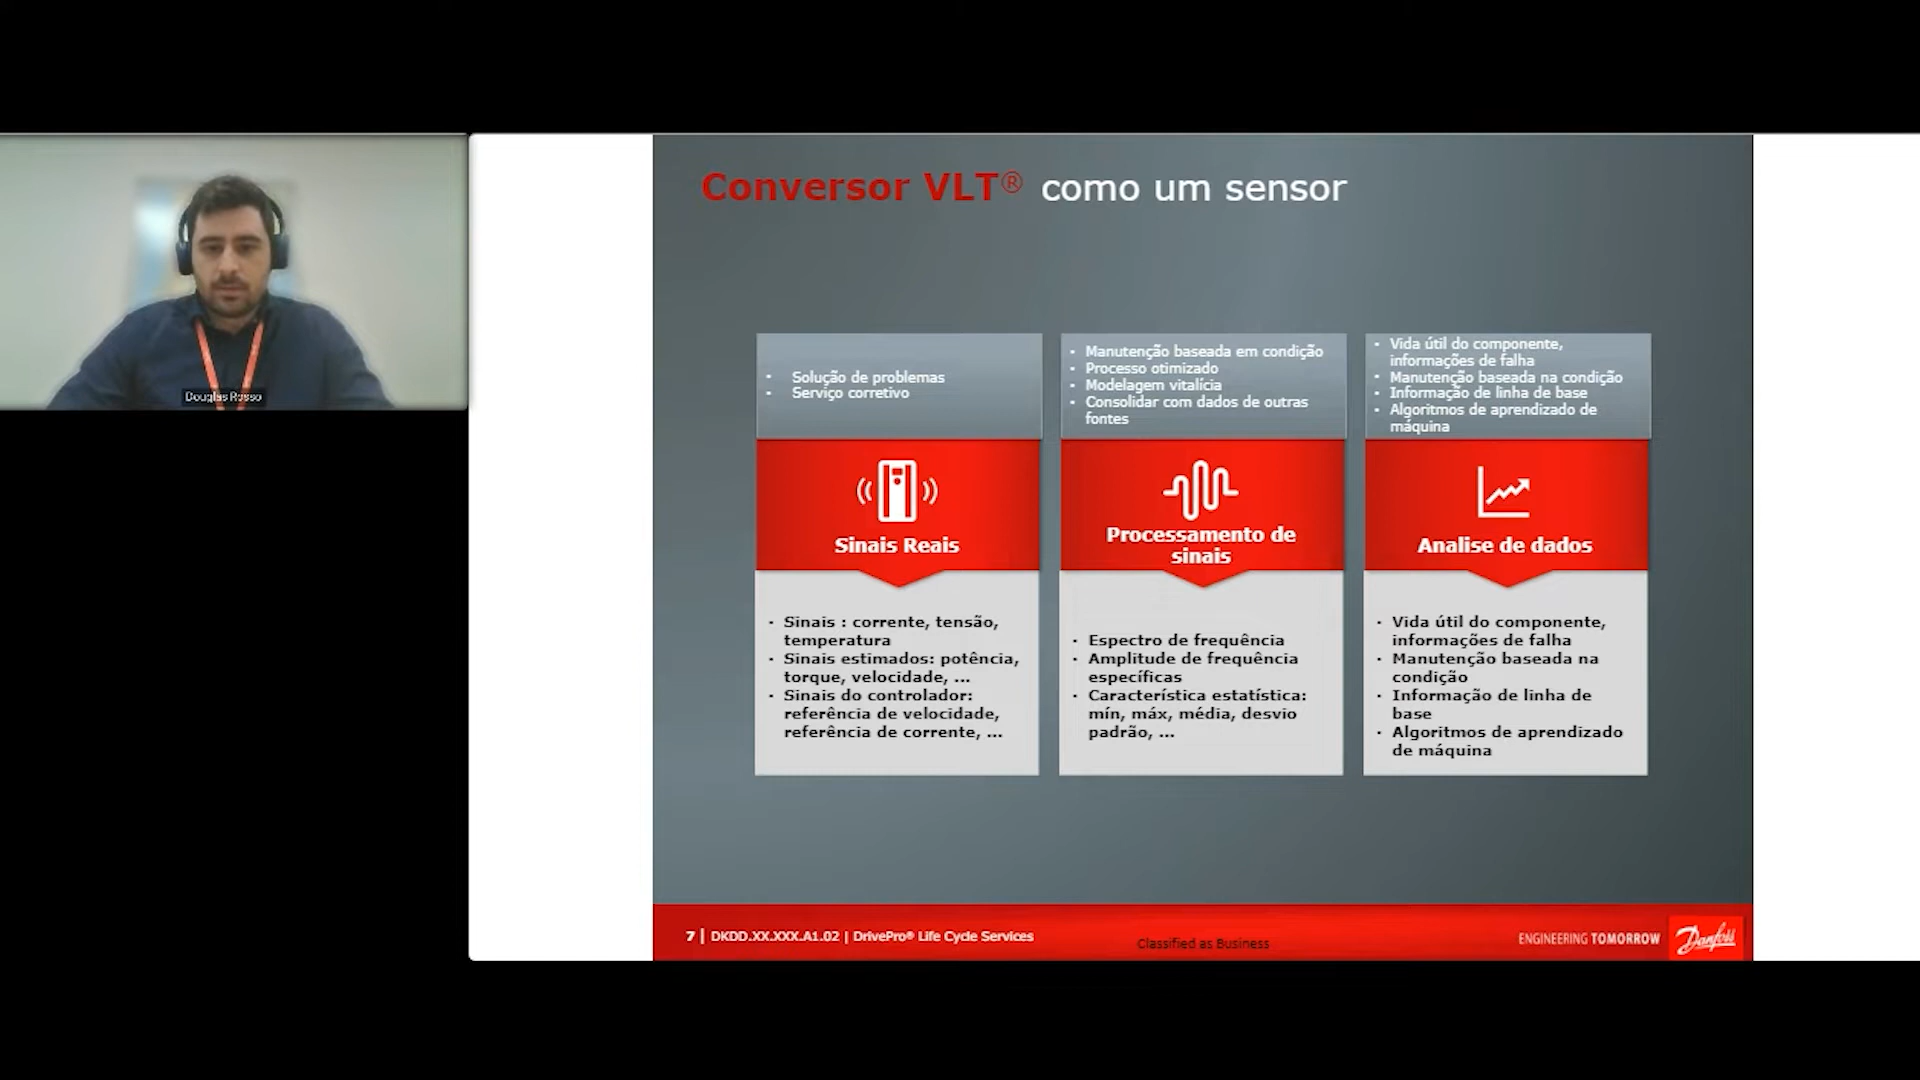 Douglas Rosso
Conversor VLT® como um sensor
• Solução de problemas
• Serviço corretivo
Sinais Reais
• Sinais : corrente, tensão,
temperatura
• Sinais estimados: potência,
torque, velocidade, ...
• Sinais do controlador:
referência de velocidade,
referência de corrente, ...
• Manutenção baseada em condição
• Processo otimizado
• Modelagem vitalícia
• Consolidar com dados de outras
fontes
Processamento de
sinais
• Espectro de frequência
• Amplitude de frequência
específicas
• Característica estatística:
mín, máx, média, desvio
padrão, ...
• Vida útil do componente,
informações de falha
• Manutenção baseada na condição
• Informação de linha de base
• Algoritmos de aprendizado de
máquina
Analise de dados
• Vida útil do componente,
informações de falha
• Manutenção baseada na
condição
• Informação de linha de
base
• Algoritmos de aprendizado
de máquina
7 | DKDD.XX.XXX.A1.02 | DrivePro® Life Cycle Services
Classified as Business
ENGINEERING TOMORROW
Danfoss